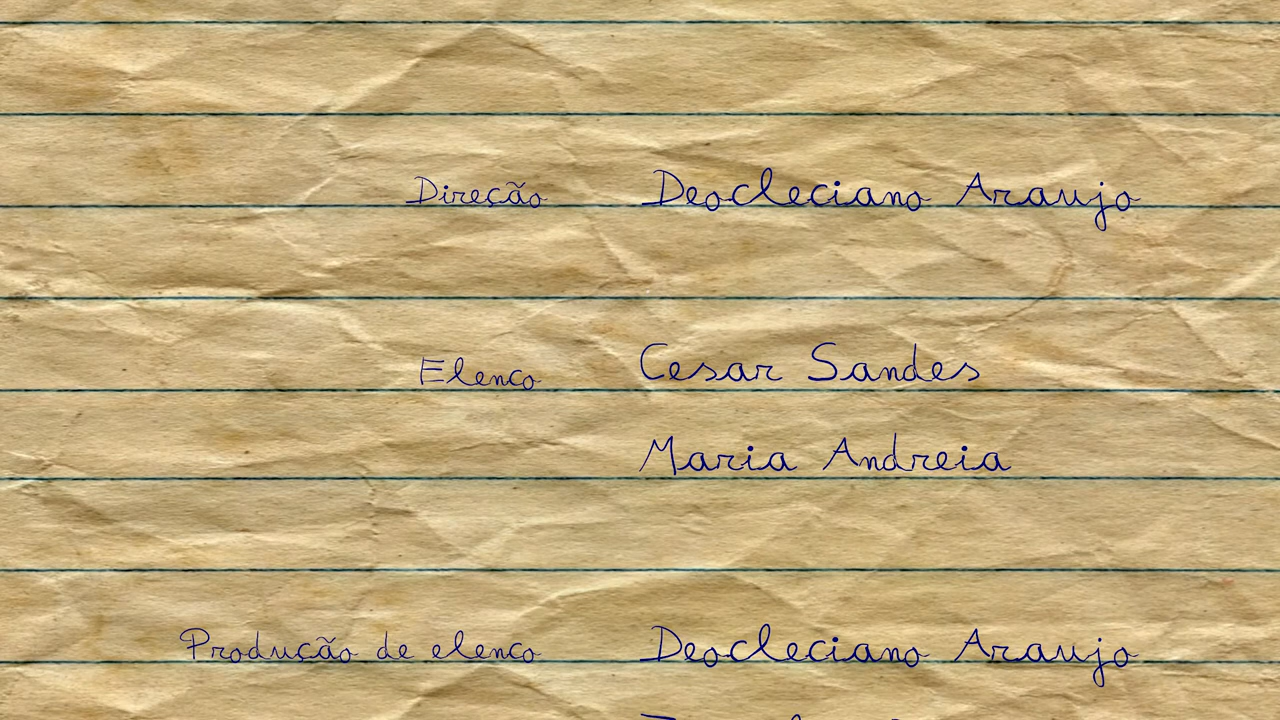 Direção Deocleciano Araujo
Elenco Cesar Sandes
Maria Andreia
Produção de elenco Deocleciano Araujo